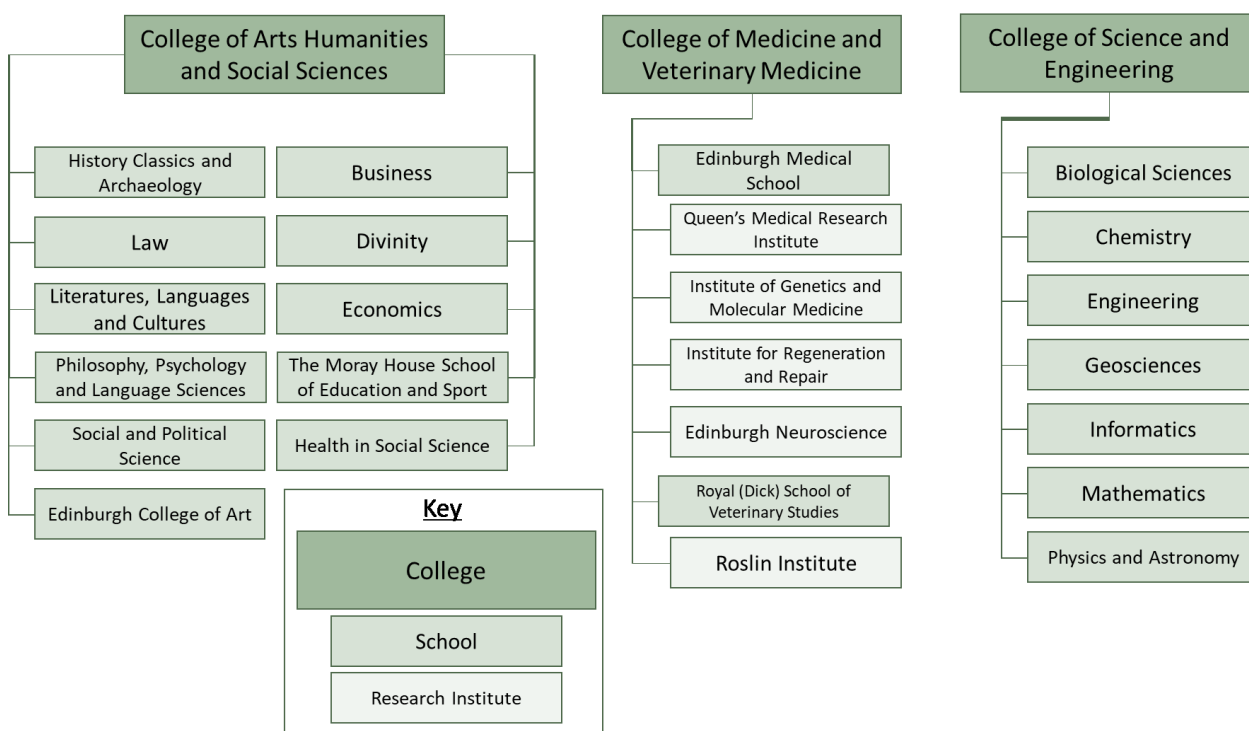 College of Arts Humanities
and Social Sciences
History Classics and
Archaeology
Law
Literatures, Languages
and Cultures
Philosophy, Psychology
and Language Sciences
Social and Political
Science
Edinburgh College of Art
Business
Divinity
Economics
The Moray House School
of Education and Sport
Health in Social Science
College of Medicine and
Veterinary Medicine
Edinburgh Medical
School
Queen’s Medical Research
Institute
Institute of Genetics and
Molecular Medicine
Institute for Regeneration
and Repair
Edinburgh Neuroscience
Royal (Dick) School of
Veterinary Studies
Roslin Institute
College of Science and
Engineering
Biological Sciences
Chemistry
Engineering
Geosciences
Informatics
Mathematics
Physics and Astronomy
Key
College
School
Research Institute